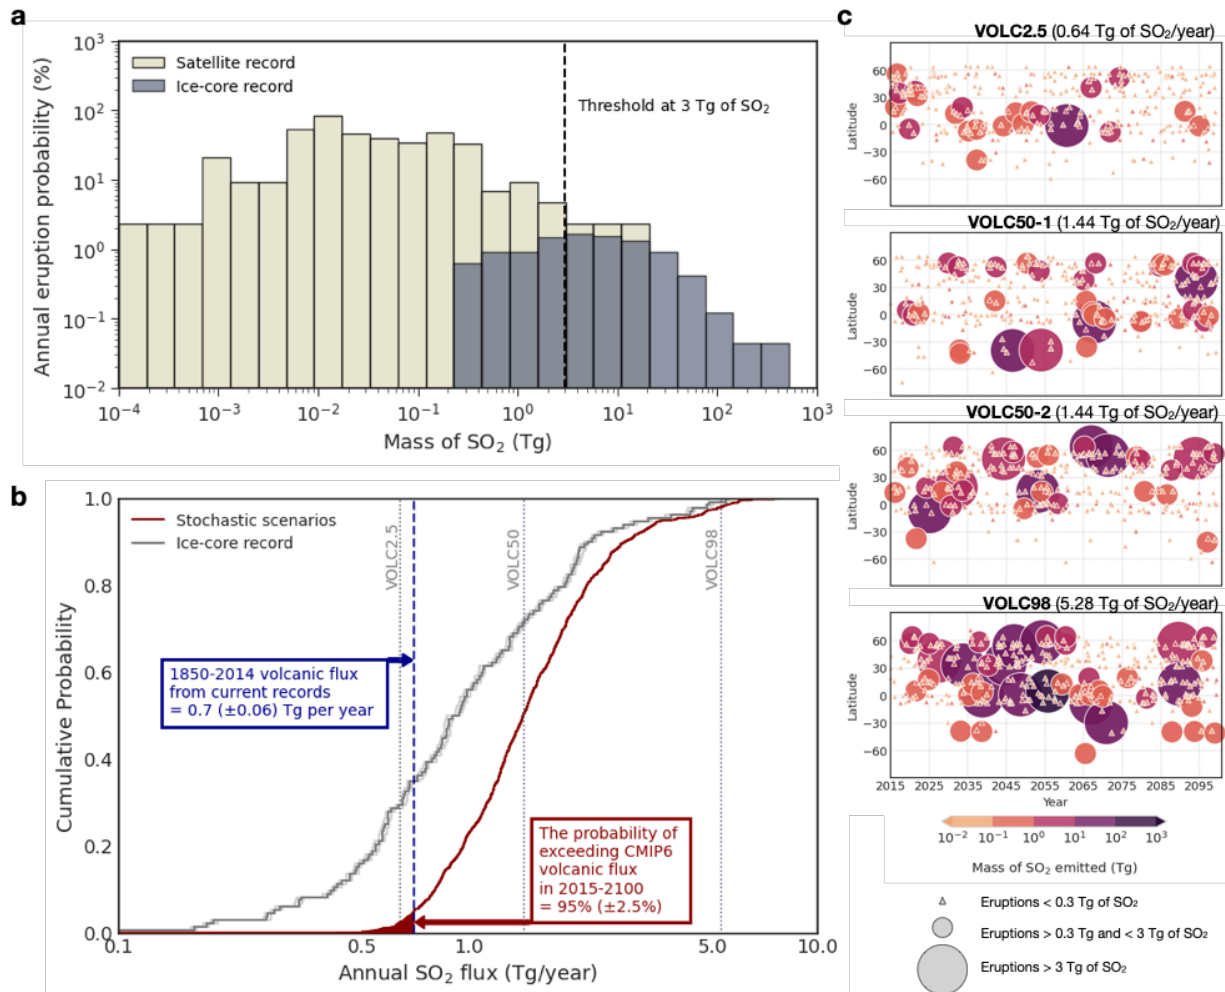 a
10³
10²
10¹
10⁰
10⁻¹
10⁻²
Annual eruption probability (%)
Satellite record
Ice-core record
Threshold at 3 Tg of SO₂
10⁻⁴
10⁻³
10⁻²
10⁻¹
10⁰
10¹
10²
10³
Mass of SO₂ (Tg)
b
1.0
0.8
0.6
0.4
0.2
0.0
Cumulative Probability
Stochastic scenarios
Ice-core record
VOLC2.5
VOLC50
VOLC98
1850-2014 volcanic flux
from current records
= 0.7 (±0.06) Tg per year
The probability of
exceeding CMIP6
volcanic flux
in 2015-2100
= 95% (±2.5%)
0.1
0.5
1.0
5.0
10.0
Annual SO₂ flux (Tg/year)
c
VOLC2.5 (0.64 Tg of SO₂/year)
60
30
0
−30
−60
Latitude
VOLC50-1 (1.44 Tg of SO₂/year)
60
30
0
−30
−60
Latitude
VOLC50-2 (1.44 Tg of SO₂/year)
60
30
0
−30
−60
Latitude
VOLC98 (5.28 Tg of SO₂/year)
60
30
0
−30
−60
Latitude
2015
2025
2035
2045
2055
2065
2075
2085
2095
Year
10⁻²
10⁻¹
10⁰
10¹
10²
10³
Mass of SO₂ emitted (Tg)
Eruptions < 0.3 Tg of SO₂
Eruptions > 0.3 Tg and < 3 Tg of SO₂
Eruptions > 3 Tg of SO₂